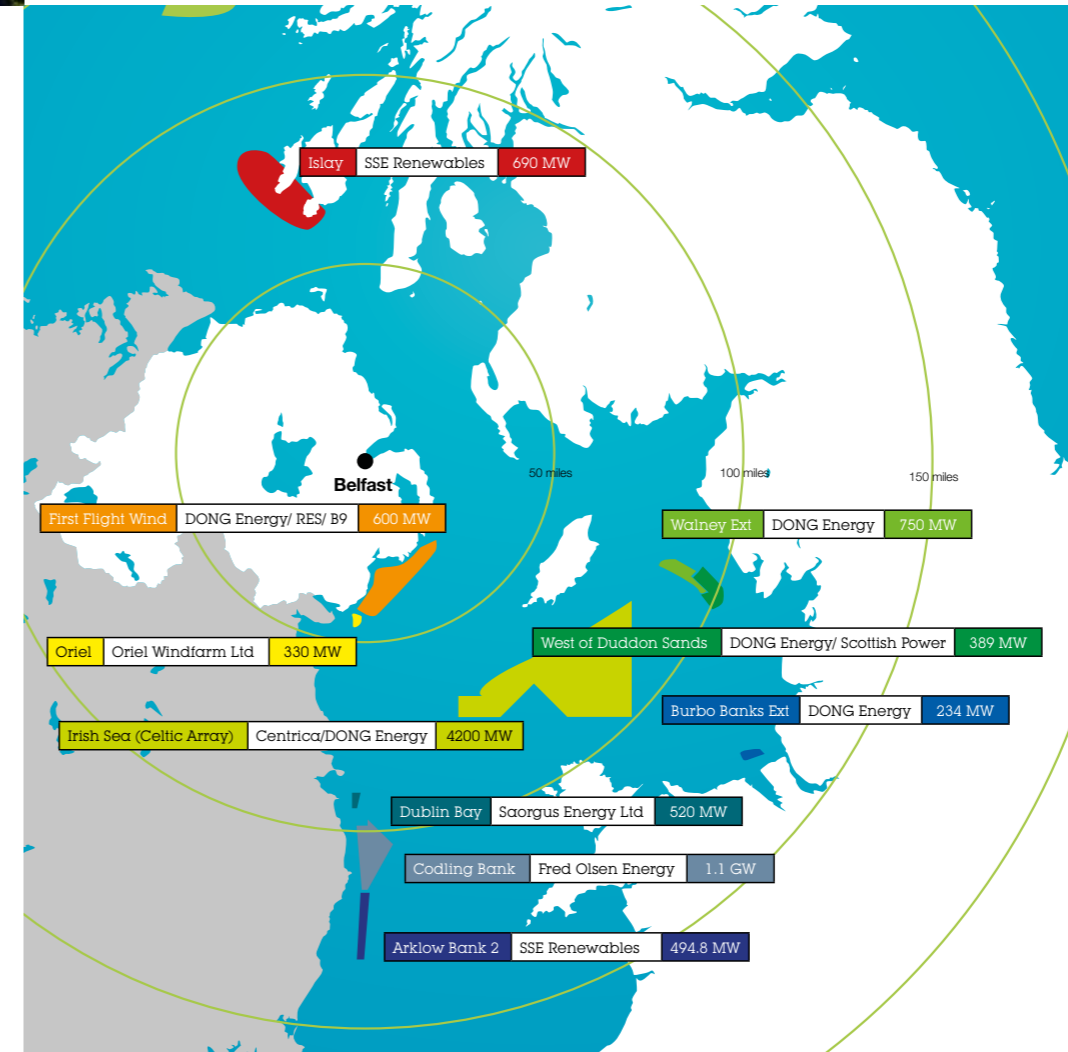 Islay SSE Renewables 690 MW
50 miles
100 miles
150 miles
Belfast
First Flight Wind DONG Energy/ RES/ B9 600 MW
Walney Ext DONG Energy 750 MW
West of Duddon Sands DONG Energy/ Scottish Power 389 MW
Oriel Oriel Windfarm Ltd 330 MW
Burbo Banks Ext DONG Energy 234 MW
Irish Sea (Celtic Array) Centrica/DONG Energy 4200 MW
Dublin Bay Saorgus Energy Ltd 520 MW
Codling Bank Fred Olsen Energy 1.1 GW
Arklow Bank 2 SSE Renewables 494.8 MW